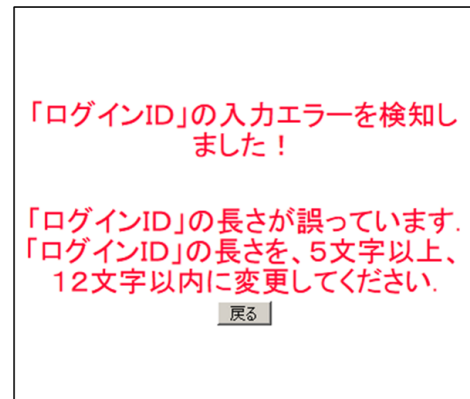 「ログインID」の入力エラーを検知し
ました！
「ログインID」の長さが誤っています.
「ログインID」の長さを、５文字以上、
１２文字以内に変更してください.
戻る